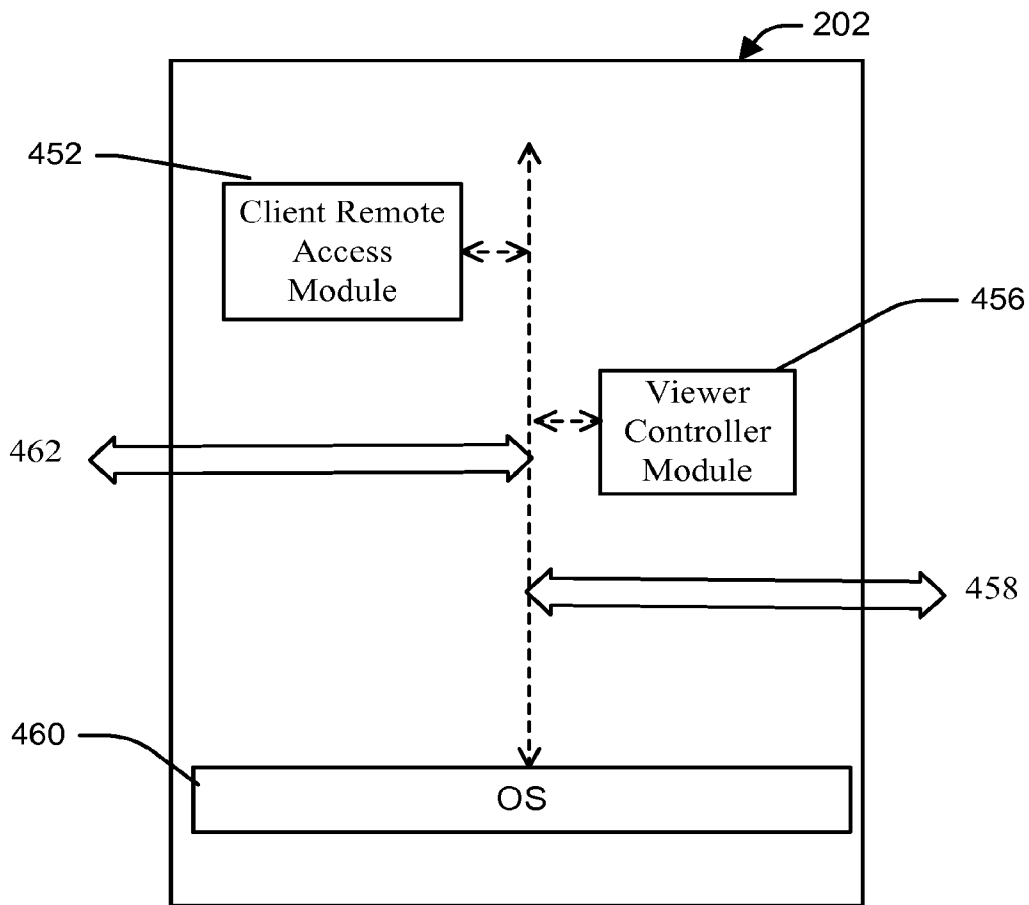 202
452
Client Remote
Access
Module
456
Viewer
Controller
Module
462
458
460
OS